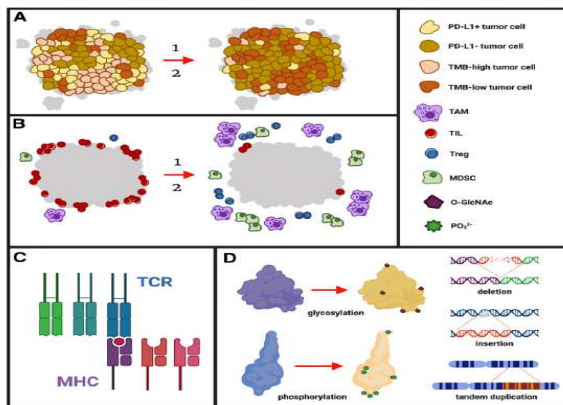 A
1
2
B
1
2
PD-L1+ tumor cell
PD-L1- tumor cell
TMB-high tumor cell
TMB-low tumor cell
TAM
TIL
Treg
MDSC
O-GlcNAc
PO₃²⁻
C
TCR
MHC
D
glycosylation
phosphorylation
deletion
insertion
tandem duplication